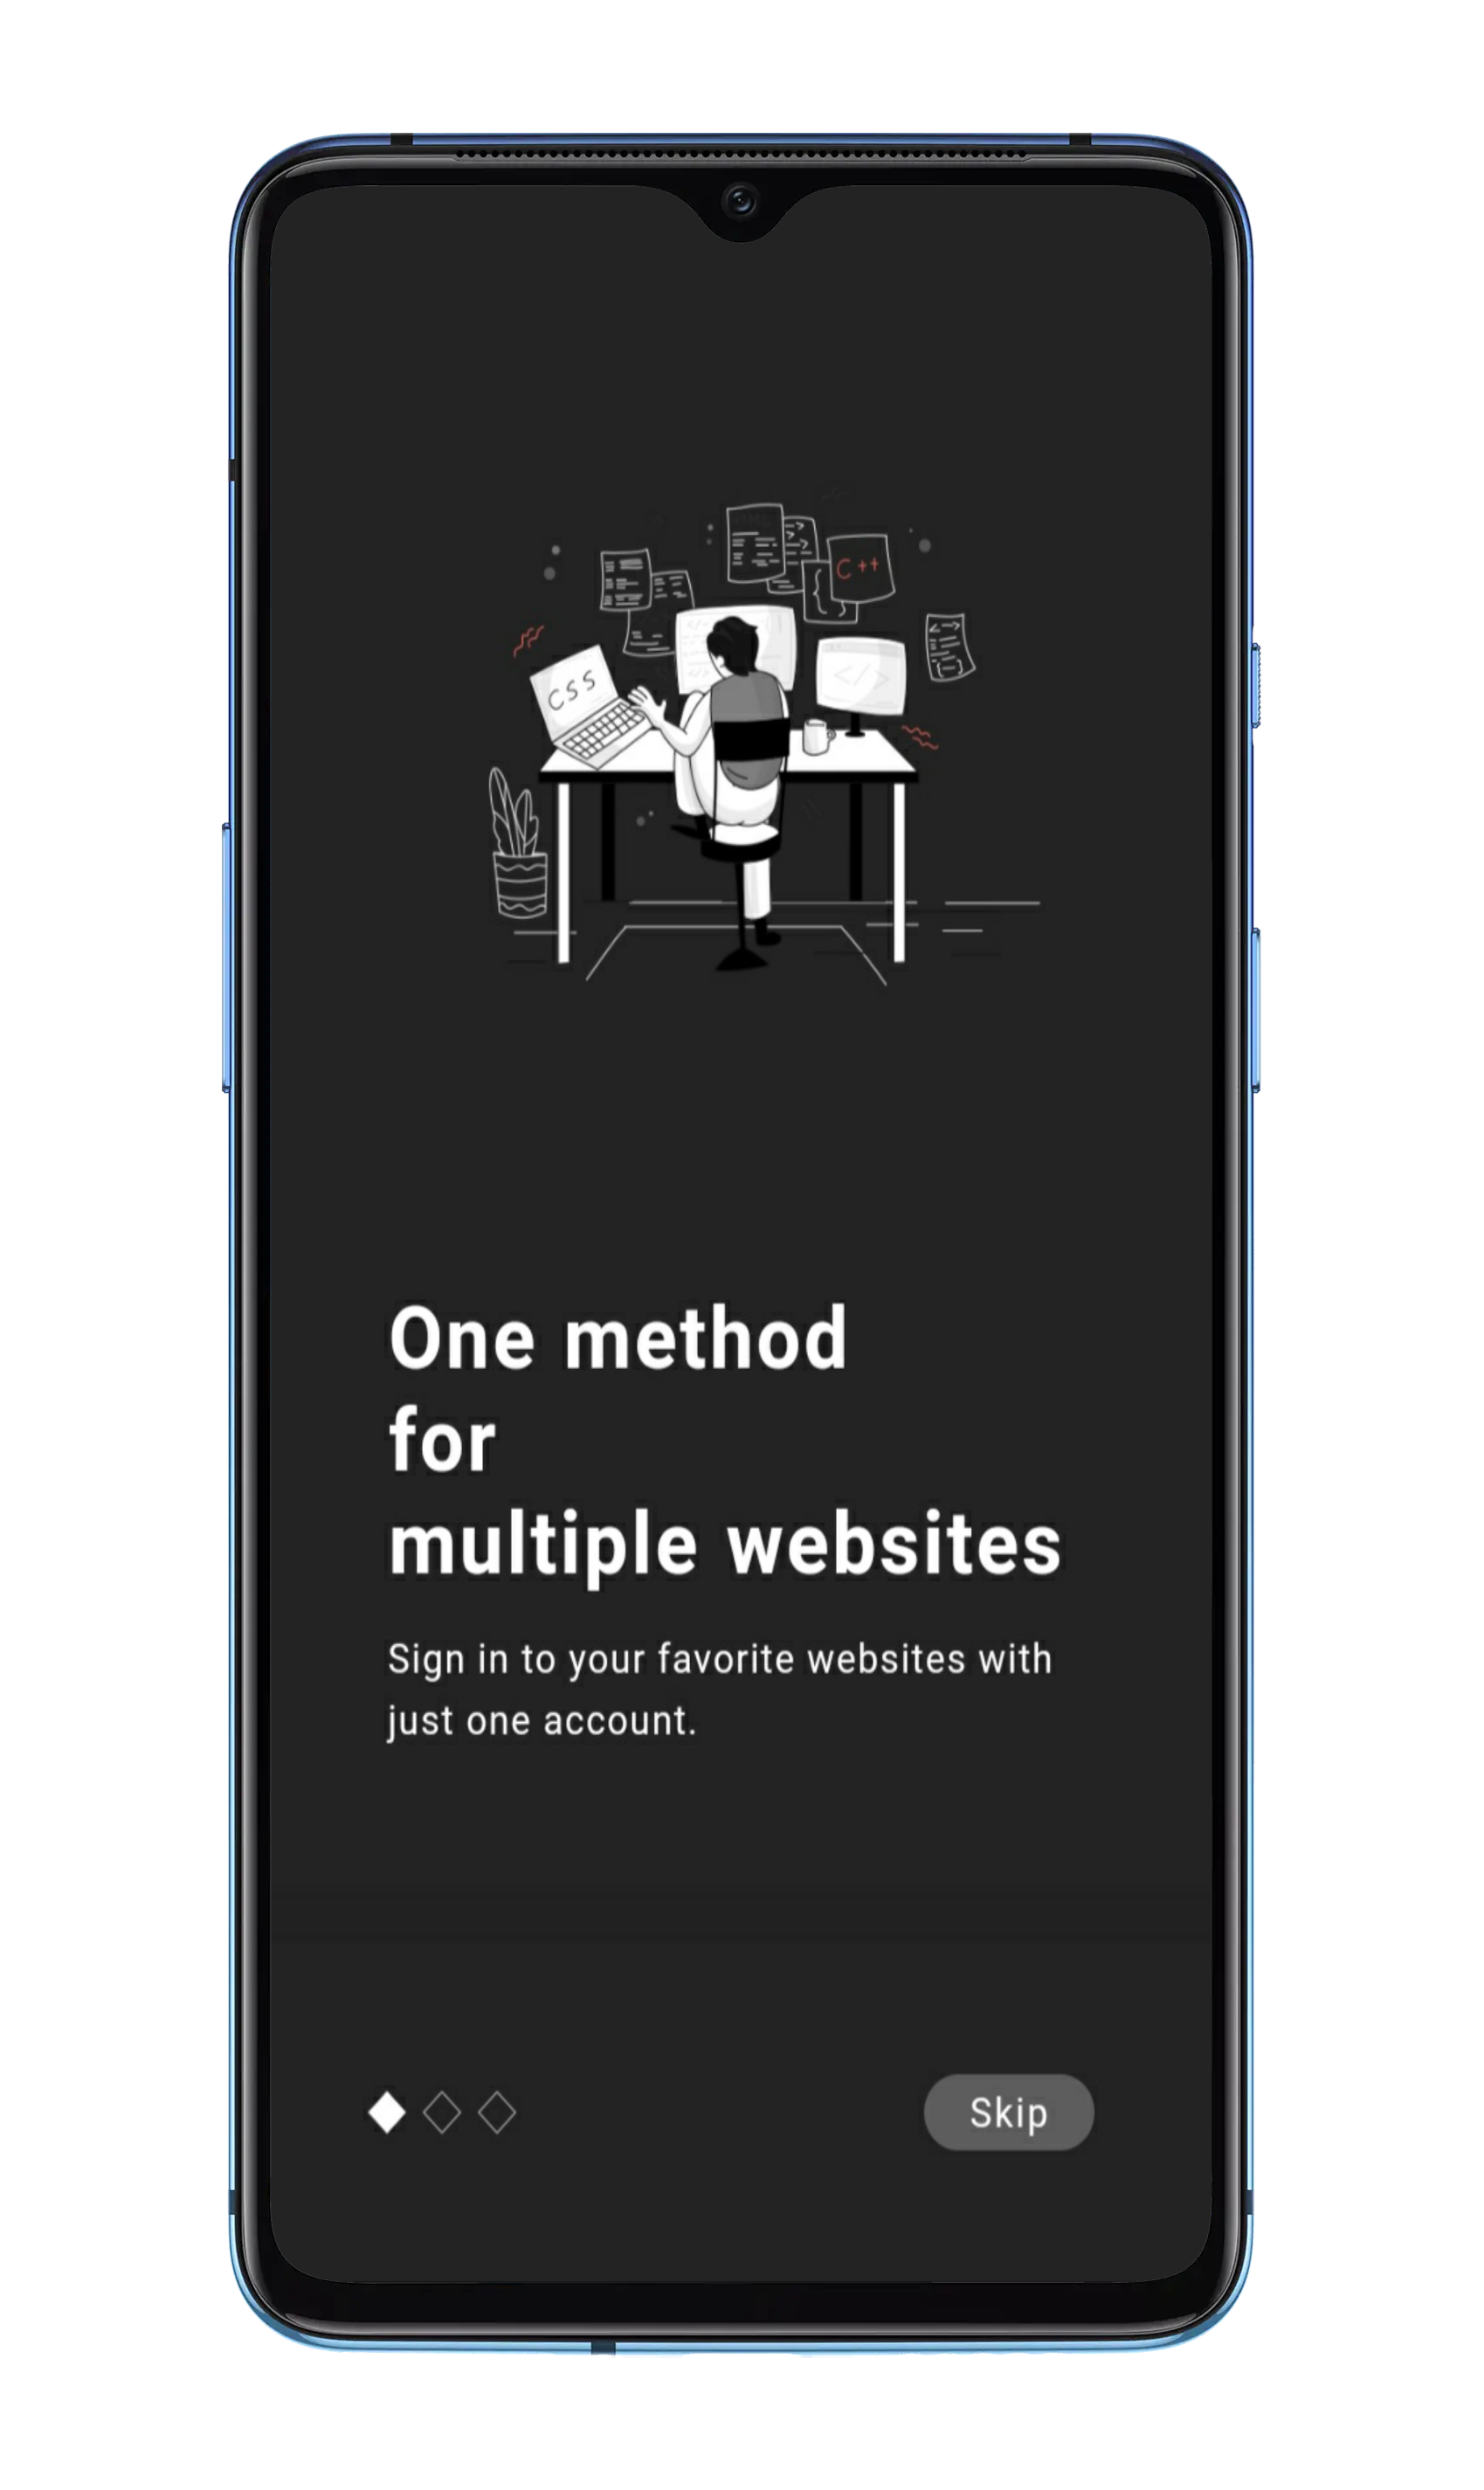 C++
CSS
</>
One method
for
multiple websites
Sign in to your favorite websites with
just one account.
Skip